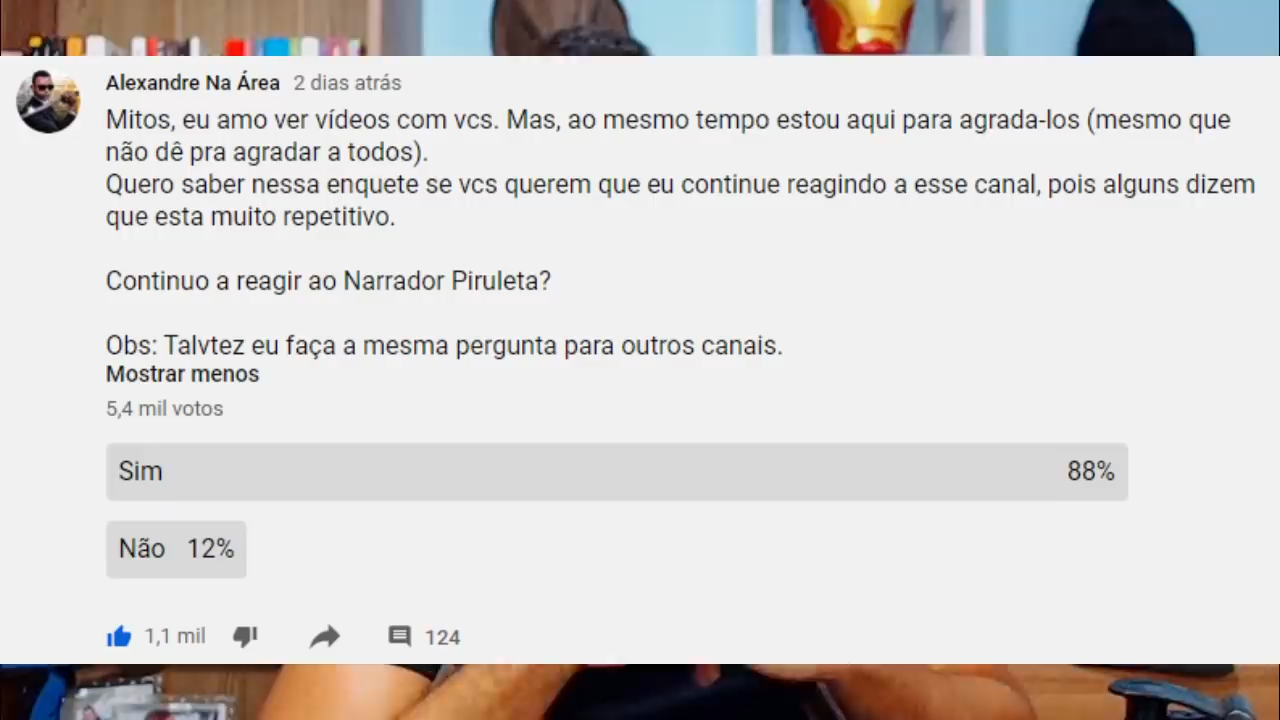 Alexandre Na Área 2 dias atrás
Mitos, eu amo ver vídeos com vcs. Mas, ao mesmo tempo estou aqui para agrada-los (mesmo que
não dê pra agradar a todos).
Quero saber nessa enquete se vcs querem que eu continue reagindo a esse canal, pois alguns dizem
que esta muito repetitivo.
Continuo a reagir ao Narrador Piruleta?
Obs: Talvtez eu faça a mesma pergunta para outros canais.
Mostrar menos
5,4 mil votos
Sim 88%
Não 12%
1,1 mil 124